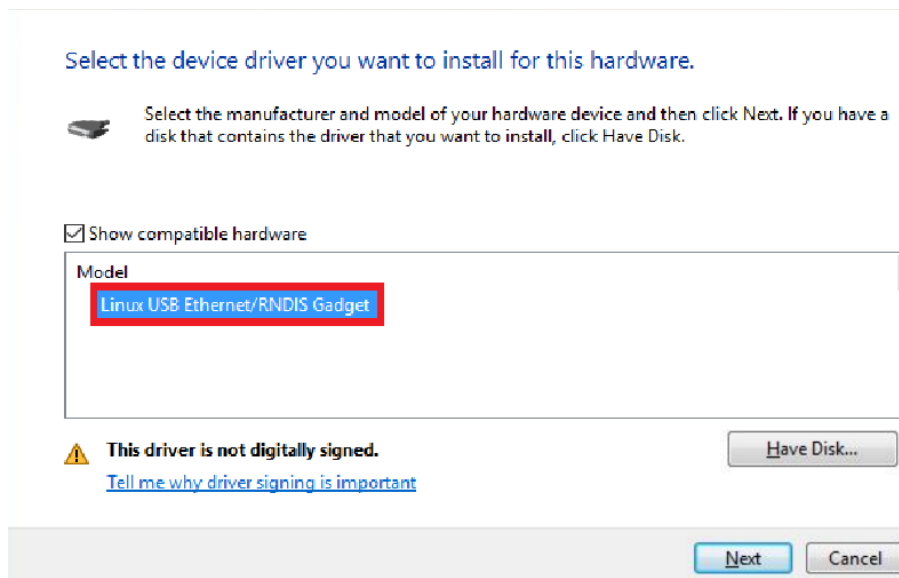 Select the device driver you want to install for this hardware.
Select the manufacturer and model of your hardware device and then click Next. If you have a
disk that contains the driver that you want to install, click Have Disk.
Show compatible hardware
Model
Linux USB Ethernet/RNDIS Gadget
This driver is not digitally signed.
Have Disk...
Tell me why driver signing is important
Next
Cancel